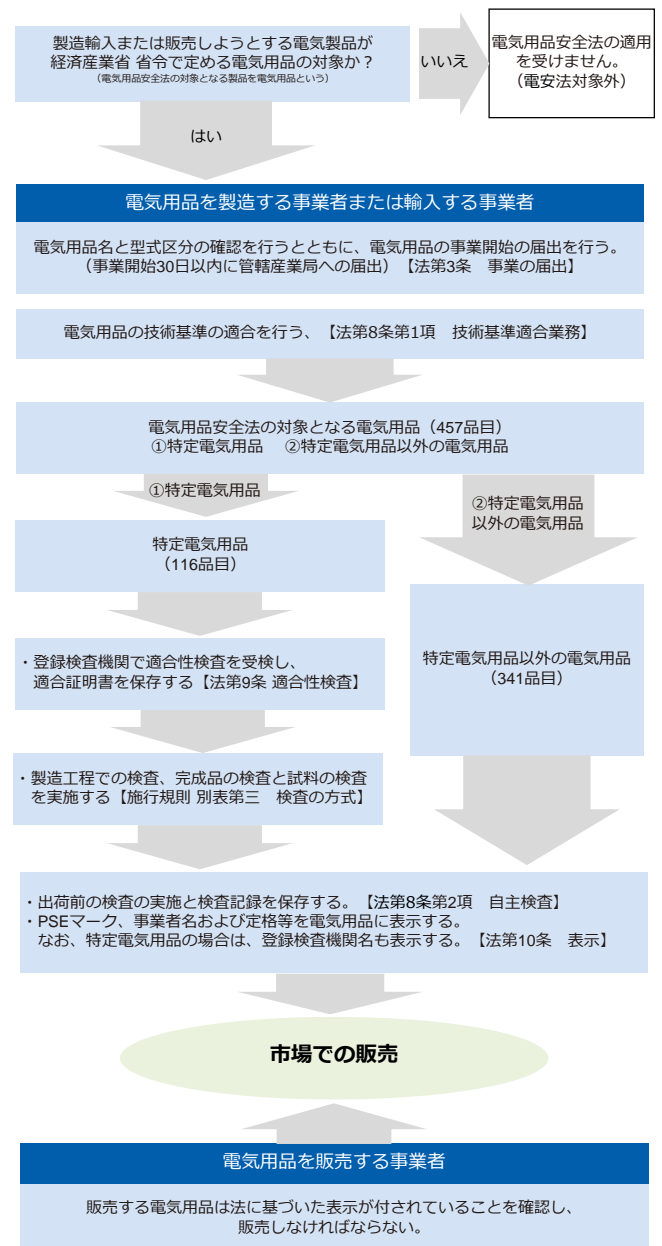 製造輸入または販売しようとする電気製品が
経済産業省 省令で定める電気用品の対象か？
（電気用品安全法の対象となる製品を電気用品という）
いいえ
電気用品安全法の適用
を受けません。
（電安法対象外）
はい
電気用品を製造する事業者または輸入する事業者
電気用品名と型式区分の確認を行うとともに、電気用品の事業開始の届出を行う。
（事業開始30日以内に管轄産業局への届出）【法第3条　事業の届出】
電気用品の技術基準の適合を行う、【法第8条第1項　技術基準適合業務】
電気用品安全法の対象となる電気用品（457品目）
①特定電気用品　②特定電気用品以外の電気用品
①特定電気用品
②特定電気用品
以外の電気用品
特定電気用品
（116品目）
特定電気用品以外の電気用品
（341品目）
・登録検査機関で適合性検査を受検し、
適合証明書を保存する【法第9条 適合性検査】
・製造工程での検査、完成品の検査と試料の検査
を実施する【施行規則 別表第三　検査の方式】
・出荷前の検査の実施と検査記録を保存する。【法第8条第2項　自主検査】
・PSEマーク、事業者名および定格等を電気用品に表示する。
なお、特定電気用品の場合は、登録検査機関名も表示する。【法第10条　表示】
市場での販売
電気用品を販売する事業者
販売する電気用品は法に基づいた表示が付されていることを確認し、
販売しなければならない。